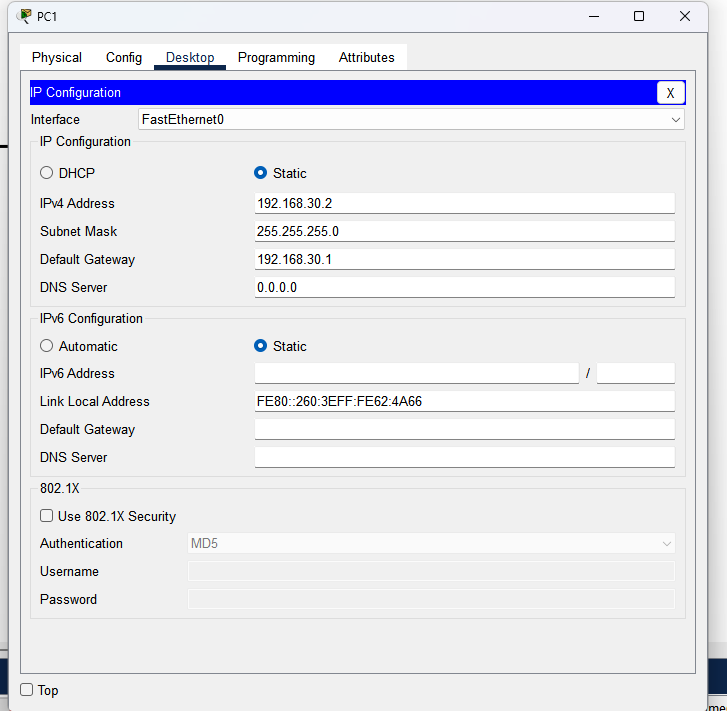 PC1
Physical Config Desktop Programming Attributes
IP Configuration X
Interface FastEthernet0
IP Configuration
DHCP Static
IPv4 Address 192.168.30.2
Subnet Mask 255.255.255.0
Default Gateway 192.168.30.1
DNS Server 0.0.0.0
IPv6 Configuration
Automatic Static
IPv6 Address /
Link Local Address FE80::260:3EFF:FE62:4A66
Default Gateway
DNS Server
802.1X
Use 802.1X Security
Authentication MD5
Username
Password
Top